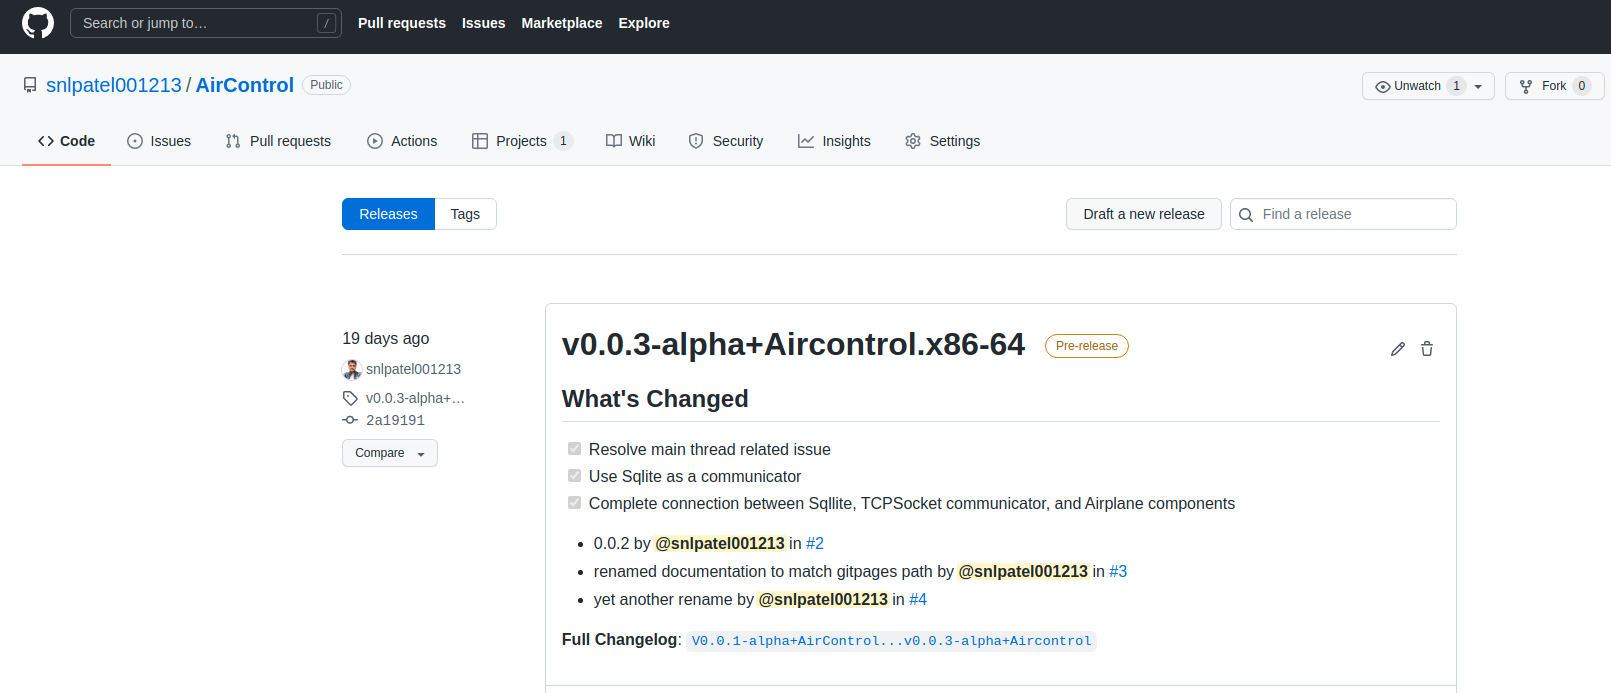 Search or jump to… /
Pull requests Issues Marketplace Explore
snlpatel001213 / AirControl Public
Unwatch 1 Fork 0
Code Issues Pull requests Actions Projects 1 Wiki Security Insights Settings
Releases Tags
Draft a new release Find a release
19 days ago
snlpatel001213
v0.0.3-alpha+…
2a19191
Compare
v0.0.3-alpha+Aircontrol.x86-64 Pre-release
What's Changed
Resolve main thread related issue
Use Sqlite as a communicator
Complete connection between Sqllite, TCPSocket communicator, and Airplane components
• 0.0.2 by @snlpatel001213 in #2
• renamed documentation to match gitpages path by @snlpatel001213 in #3
• yet another rename by @snlpatel001213 in #4
Full Changelog: V0.0.1-alpha+AirControl...v0.0.3-alpha+Aircontrol